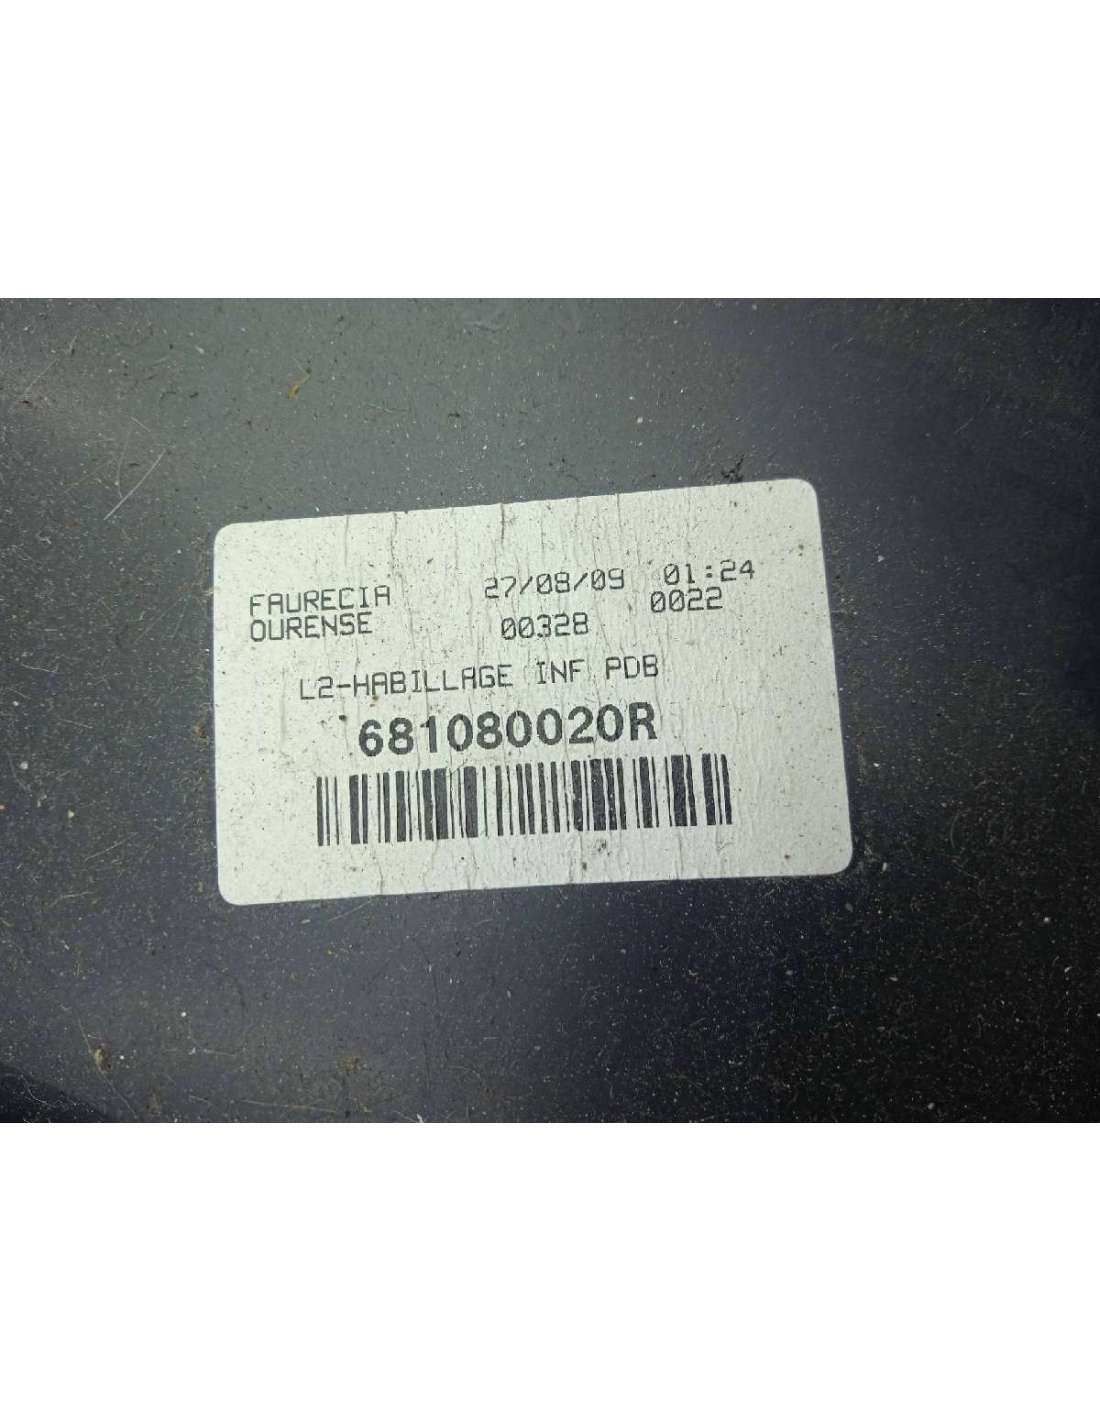 FAURECIA 27/08/09 01:24
OURENSE 00328 0022
L2-HABILLAGE INF PDB
681080020R